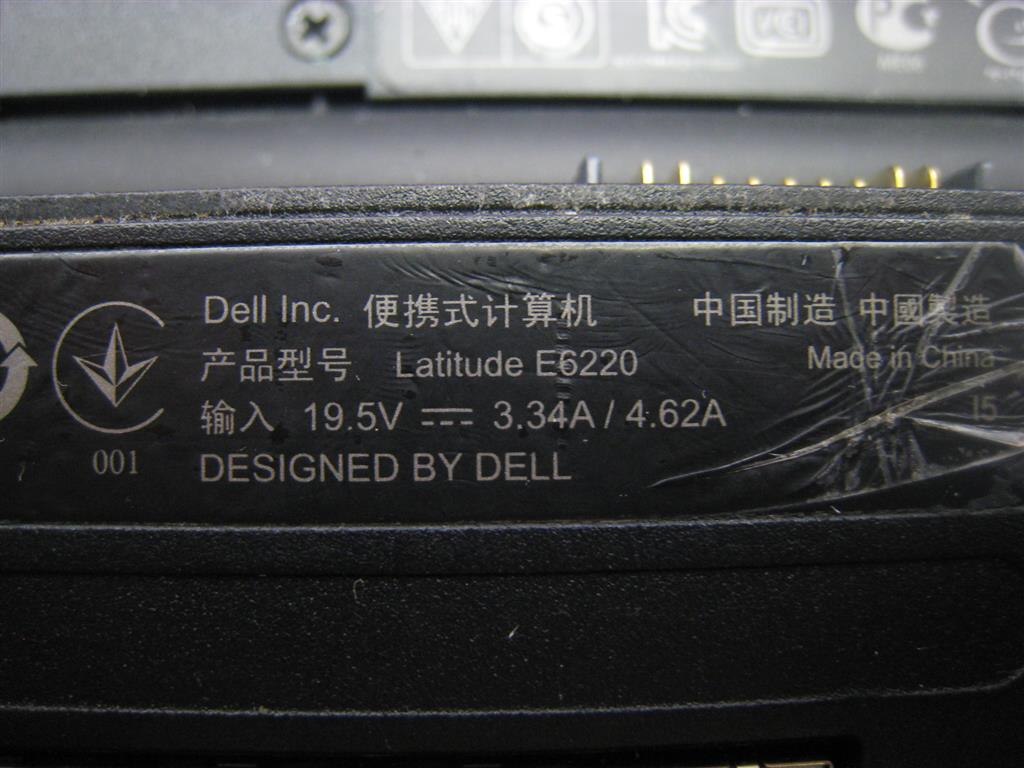 Dell Inc. 便携式计算机 中国制造 中國製造
产品型号 Latitude E6220 Made in China
输入 19.5V ⎓ 3.34A / 4.62A I5
001 DESIGNED BY DELL